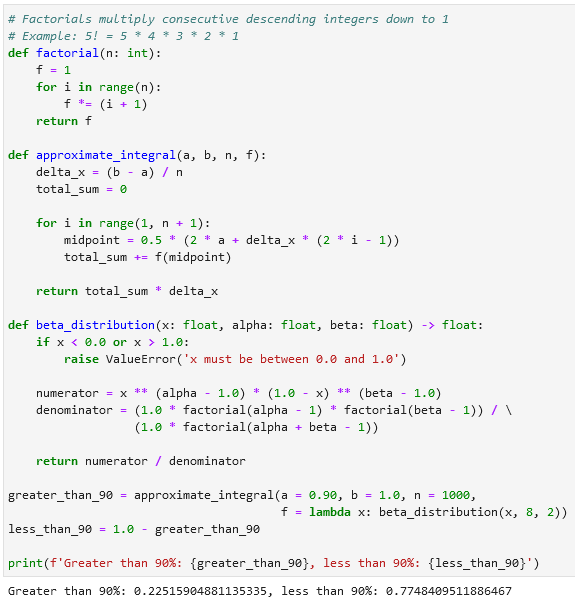 # Factorials multiply consecutive descending integers down to 1
# Example: 5! = 5 * 4 * 3 * 2 * 1
def factorial(n: int):
    f = 1
    for i in range(n):
        f *= (i + 1)
    return f

def approximate_integral(a, b, n, f):
    delta_x = (b - a) / n
    total_sum = 0

    for i in range(1, n + 1):
        midpoint = 0.5 * (2 * a + delta_x * (2 * i - 1))
        total_sum += f(midpoint)

    return total_sum * delta_x

def beta_distribution(x: float, alpha: float, beta: float) -> float:
    if x < 0.0 or x > 1.0:
        raise ValueError('x must be between 0.0 and 1.0')

    numerator = x ** (alpha - 1.0) * (1.0 - x) ** (beta - 1.0)
    denominator = (1.0 * factorial(alpha - 1) * factorial(beta - 1)) / \
                  (1.0 * factorial(alpha + beta - 1))

    return numerator / denominator

greater_than_90 = approximate_integral(a = 0.90, b = 1.0, n = 1000,
                                       f = lambda x: beta_distribution(x, 8, 2))
less_than_90 = 1.0 - greater_than_90

print(f'Greater than 90%: {greater_than_90}, less than 90%: {less_than_90}')
Greater than 90%: 0.22515904881135335, less than 90%: 0.7748409511886467